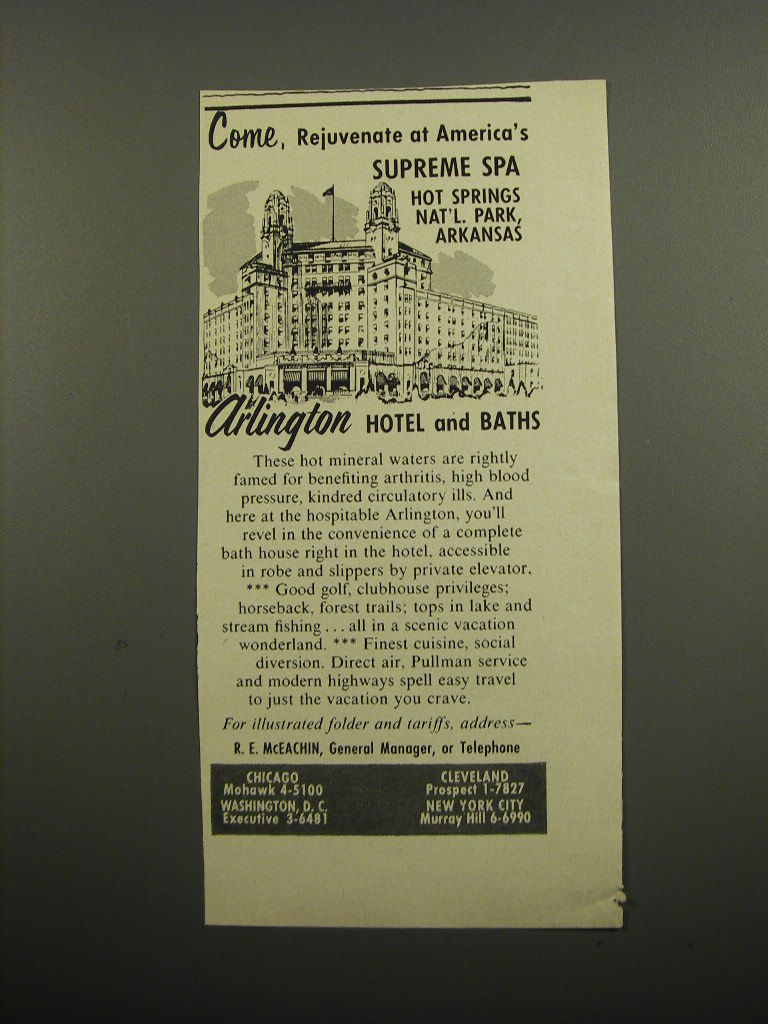 Come, Rejuvenate at America's
SUPREME SPA
HOT SPRINGS
NAT'L. PARK,
ARKANSAS
The Arlington HOTEL and BATHS
These hot mineral waters are rightly
famed for benefiting arthritis, high blood
pressure, kindred circulatory ills. And
here at the hospitable Arlington, you'll
revel in the convenience of a complete
bath house right in the hotel, accessible
in robe and slippers by private elevator.
*** Good golf, clubhouse privileges;
horseback, forest trails; tops in lake and
stream fishing . . . all in a scenic vacation
wonderland. *** Finest cuisine, social
diversion. Direct air, Pullman service
and modern highways spell easy travel
to just the vacation you crave.
For illustrated folder and tariffs, address—
R. E. McEACHIN, General Manager, or Telephone
CHICAGO
Mohawk 4-5100
WASHINGTON, D. C.
Executive 3-6481
CLEVELAND
Prospect 1-7827
NEW YORK CITY
Murray Hill 6-6990